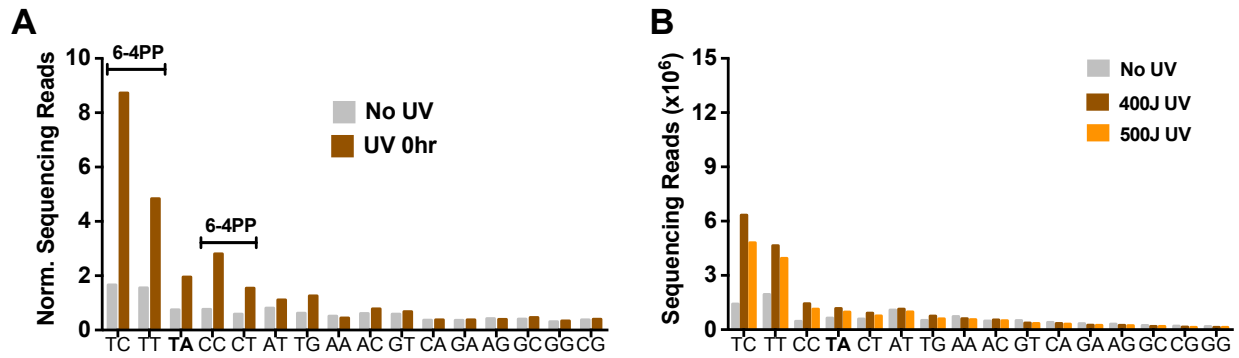 A
Norm. Sequencing Reads
10
8
6
4
2
0
6-4PP
6-4PP
No UV
UV 0hr
TC TT TA CC CT AT TG AA AC GT CA GA AG GC GG CG
B
Sequencing Reads (x10⁶)
15
12
9
6
3
0
No UV
400J UV
500J UV
TC TT CC TA CT AT TG AA AC GT CA GA AG GC CG GG